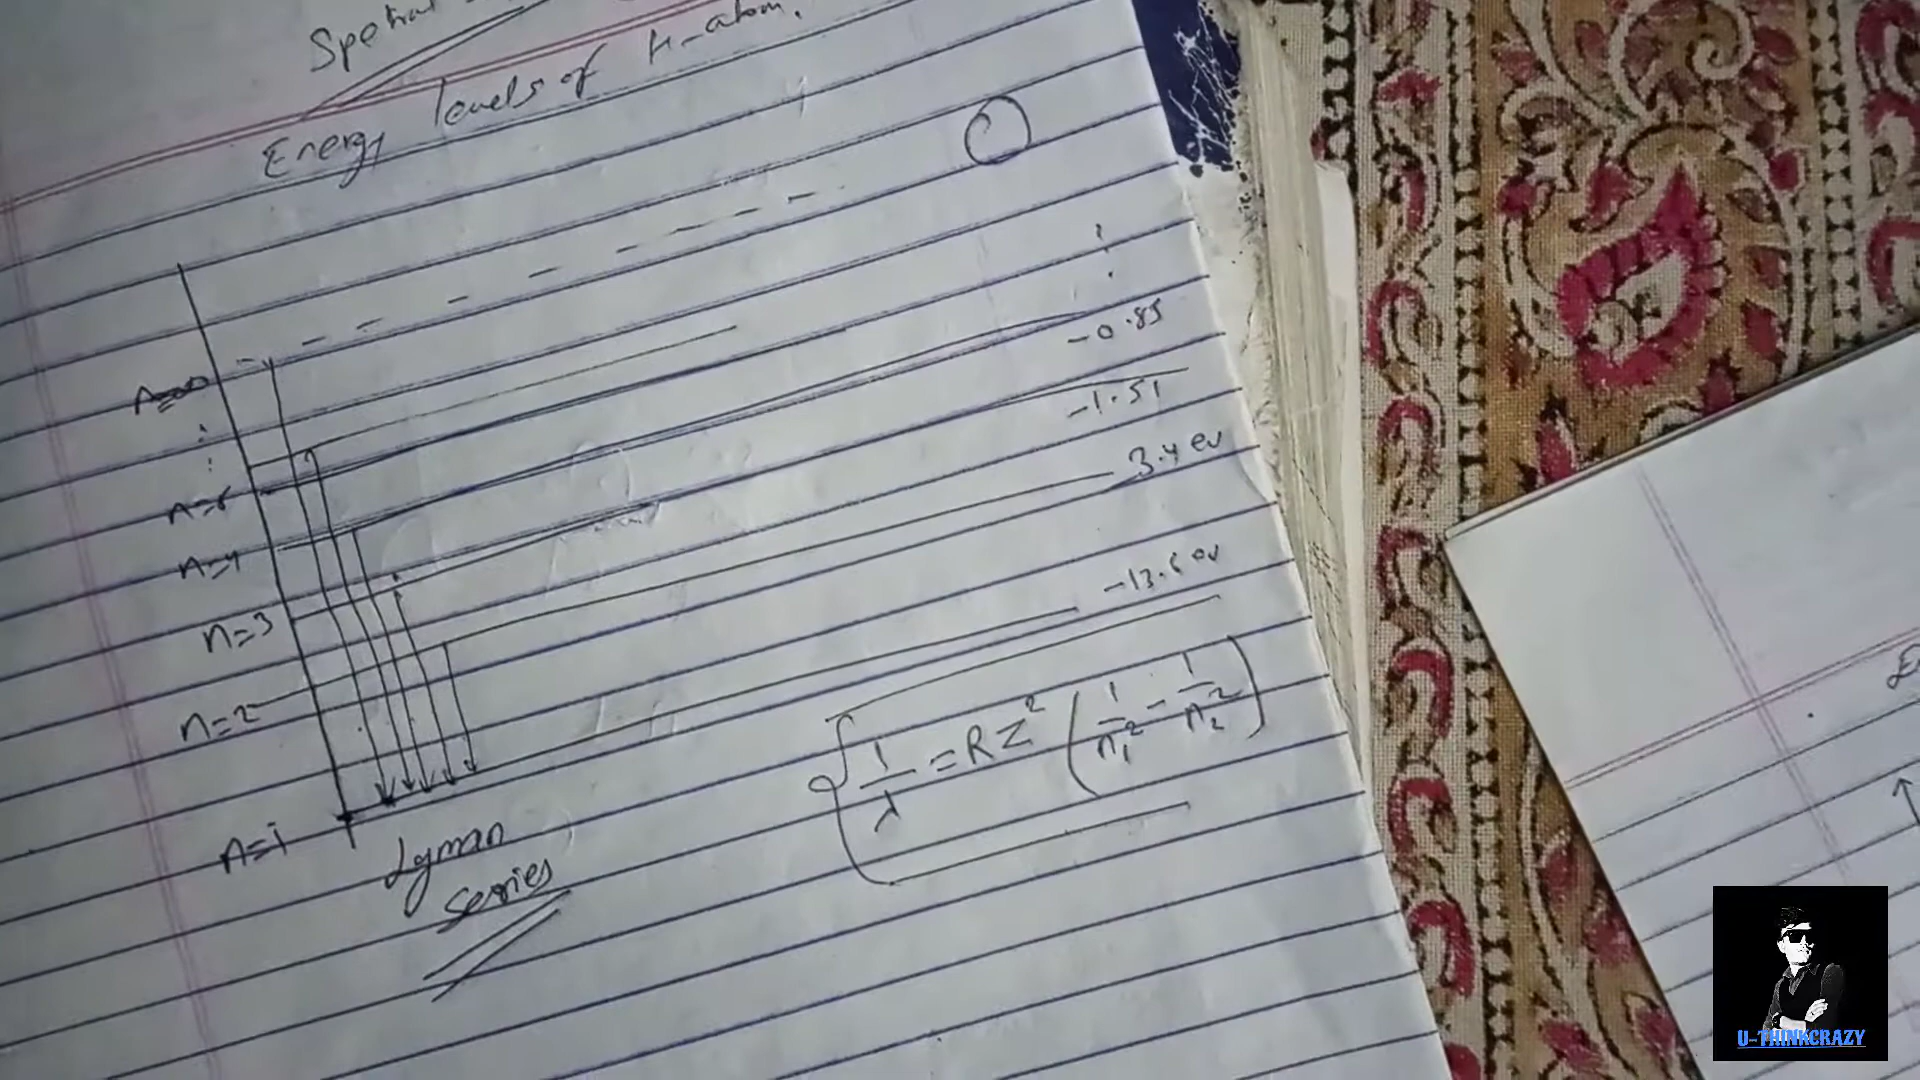 Spectral
Energy levels of H-atom.
0
n=∞
-0.85
-1.51
n=4
3.4 ev
n=3
-13.6 ev
n=2
1/λ = RZ² (1/n₁² - 1/n₂²)
n=1
Lyman
series
U-THINKCRAZY